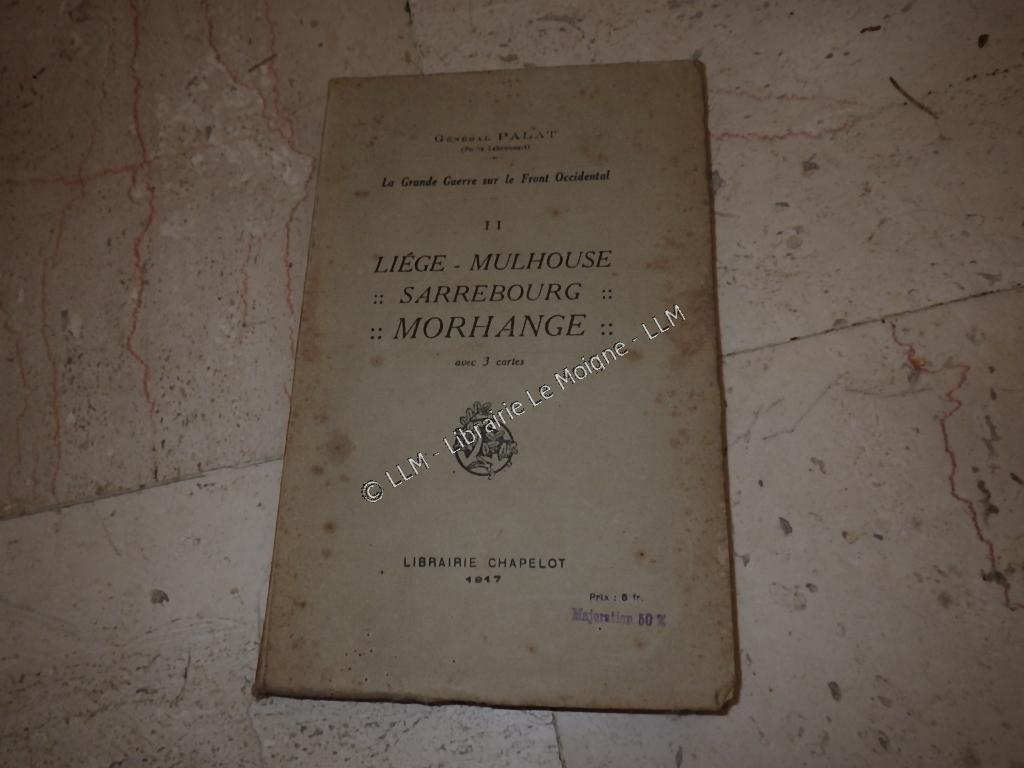 GÉNÉRAL PALAT
(Pierre Lehautcourt)
La Grande Guerre sur le Front Occidental
II
LIÉGE - MULHOUSE
:: SARREBOURG ::
:: MORHANGE ::
avec 3 cartes
© LLM - Librairie Le Moigne - LLM
LIBRAIRIE CHAPELOT
1917
Prix : 6 fr.
Majoration 50 %